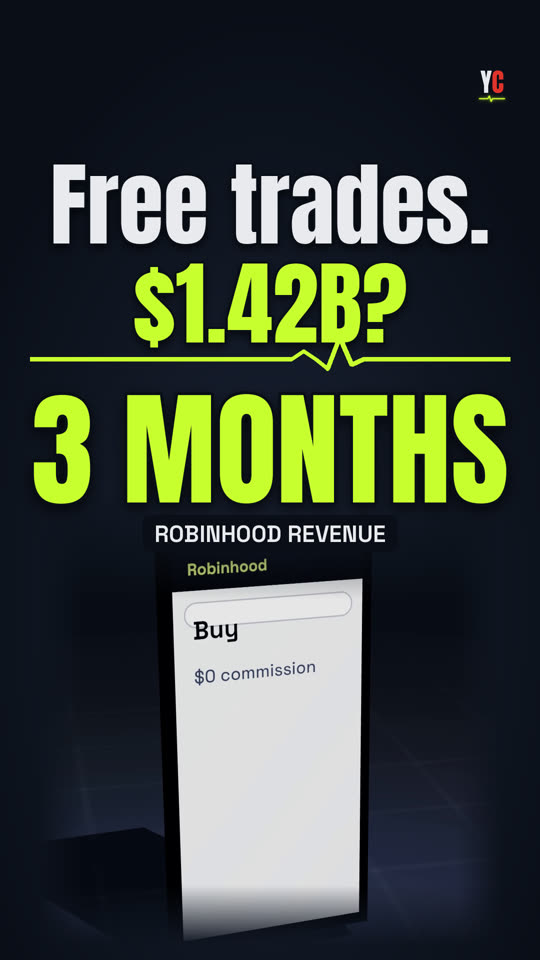 YC
Free trades.
$1.42B?
3 MONTHS
ROBINHOOD REVENUE
Robinhood
Buy
$0 commission